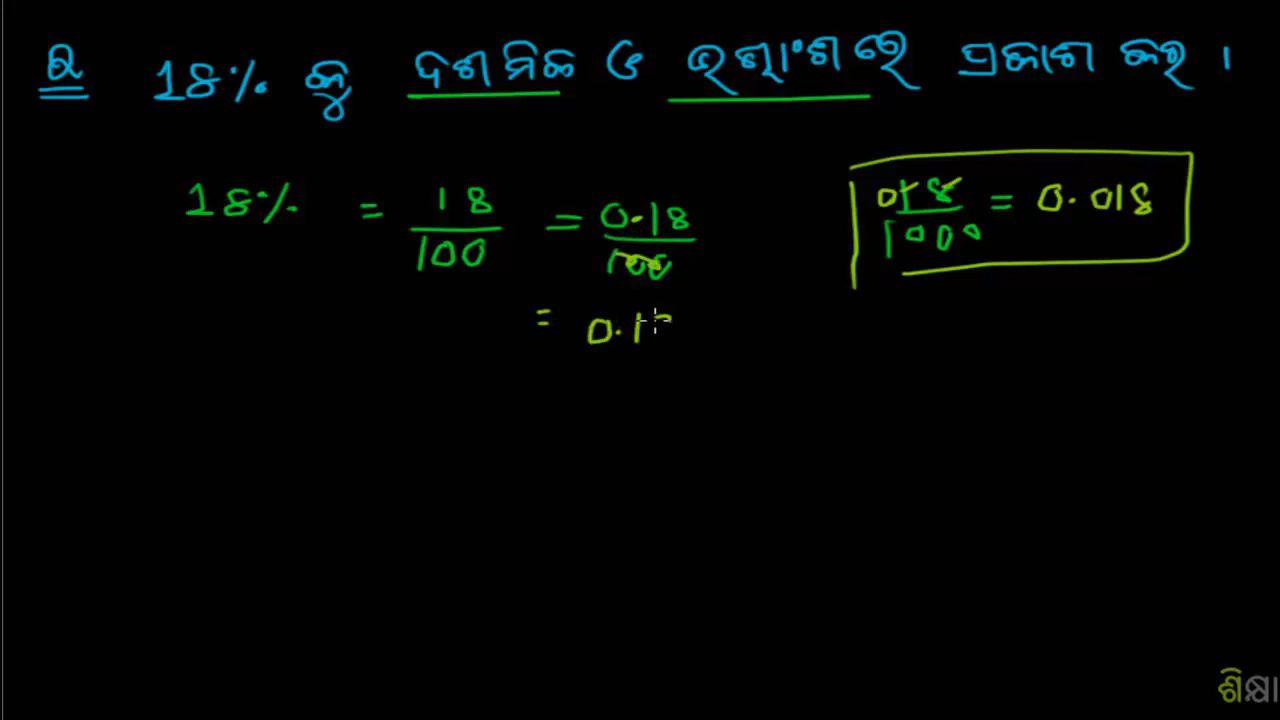 ଉ 18% କୁ ଦଶମିକ ଓ ଭଗ୍ନାଂଶରେ ପ୍ରକାଶ କର ।
18% = 18/100 = 0.18/100
018/1000 = 0.018
= 0.1
ଶିକ୍ଷା